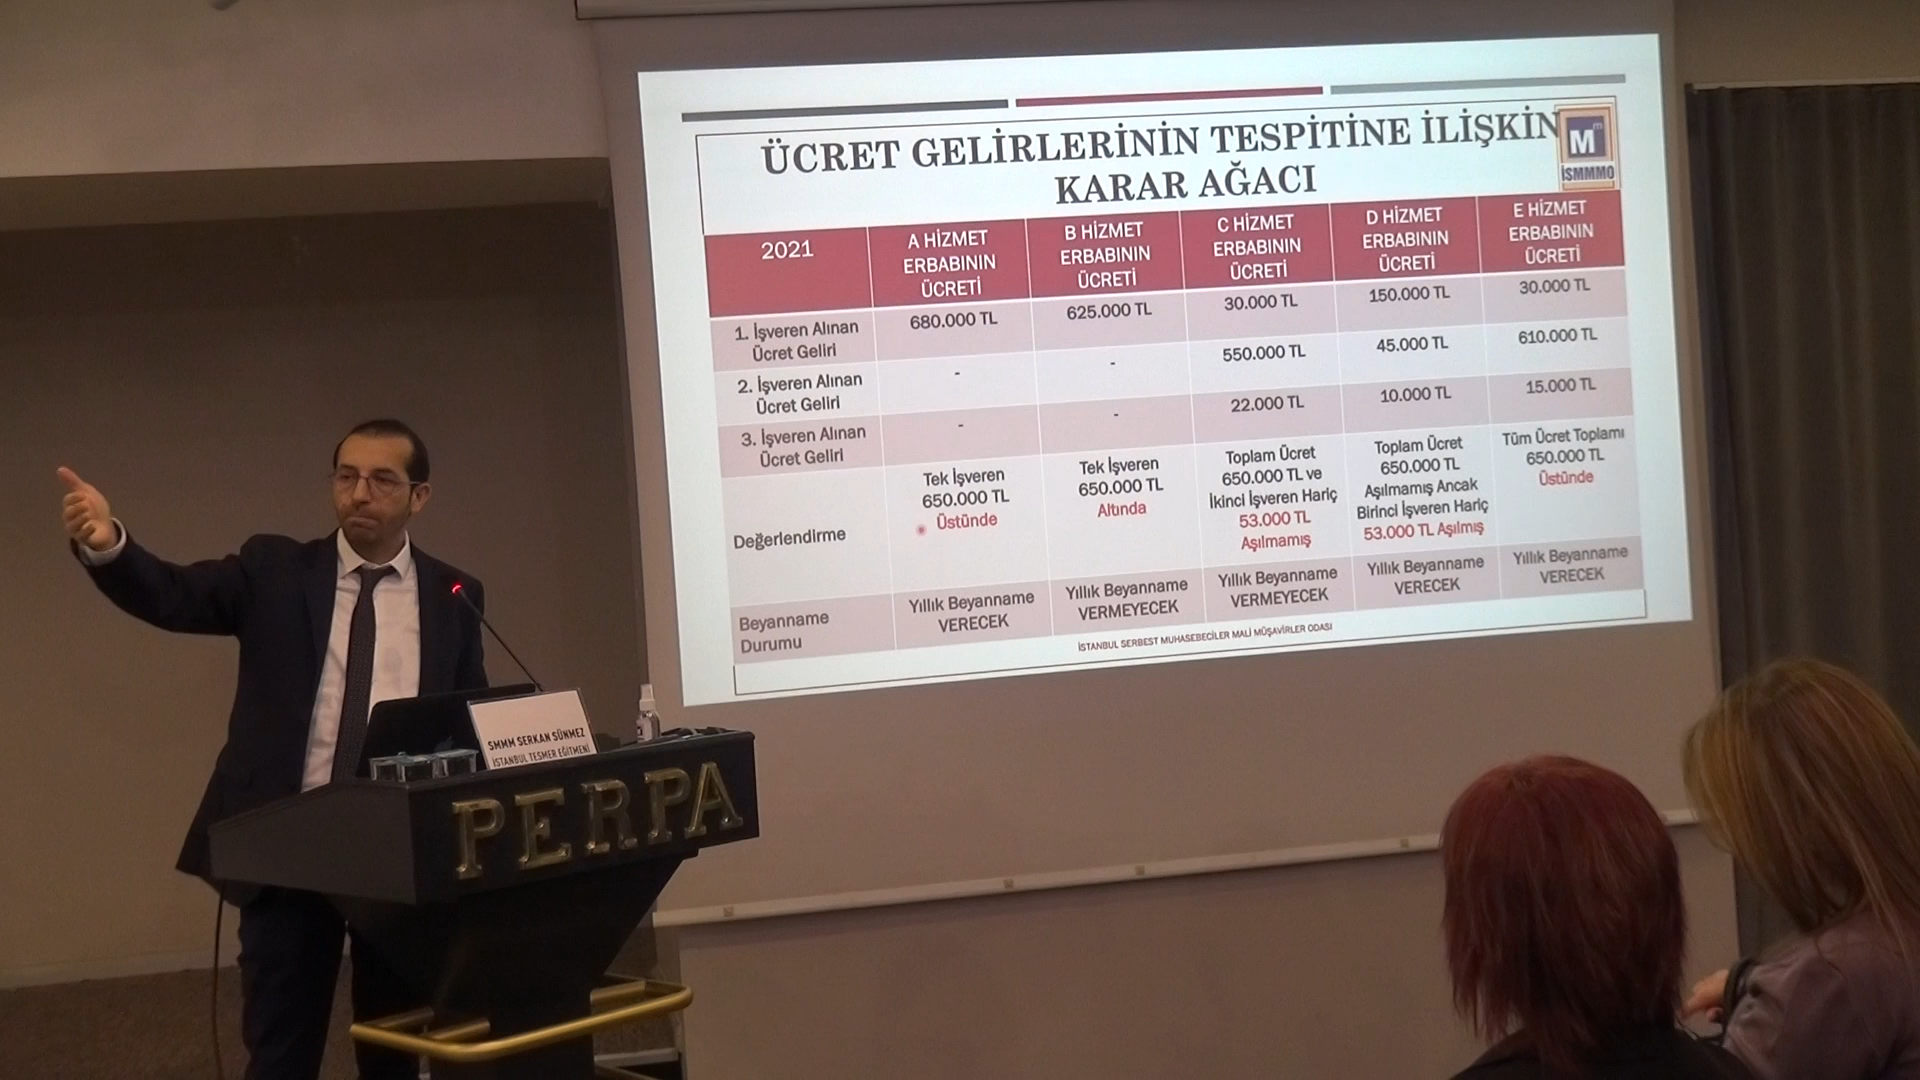 ÜCRET GELİRLERİNİN TESPİTİNE İLİŞKİN
KARAR AĞACI
M m
İSMMMO
2021
A HİZMET
ERBABININ
ÜCRETİ
B HİZMET
ERBABININ
ÜCRETİ
C HİZMET
ERBABININ
ÜCRETİ
D HİZMET
ERBABININ
ÜCRETİ
E HİZMET
ERBABININ
ÜCRETİ
1. İşveren Alınan
Ücret Geliri
680.000 TL
625.000 TL
30.000 TL
150.000 TL
30.000 TL
2. İşveren Alınan
Ücret Geliri
-
-
550.000 TL
45.000 TL
610.000 TL
3. İşveren Alınan
Ücret Geliri
-
-
22.000 TL
10.000 TL
15.000 TL
Değerlendirme
Tek İşveren
650.000 TL
Üstünde
Tek İşveren
650.000 TL
Altında
Toplam Ücret
650.000 TL ve
İkinci İşveren Hariç
53.000 TL
Aşılmamış
Toplam Ücret
650.000 TL
Aşılmamış Ancak
Birinci İşveren Hariç
53.000 TL Aşılmış
Tüm Ücret Toplamı
650.000 TL
Üstünde
Beyanname
Durumu
Yıllık Beyanname
VERECEK
Yıllık Beyanname
VERMEYECEK
Yıllık Beyanname
VERMEYECEK
Yıllık Beyanname
VERECEK
Yıllık Beyanname
VERECEK
İSTANBUL SERBEST MUHASEBECİLER MALİ MÜŞAVİRLER ODASI
SMMM SERKAN SÜNMEZ
İSTANBUL TESMER EĞİTMENİ
PERPA